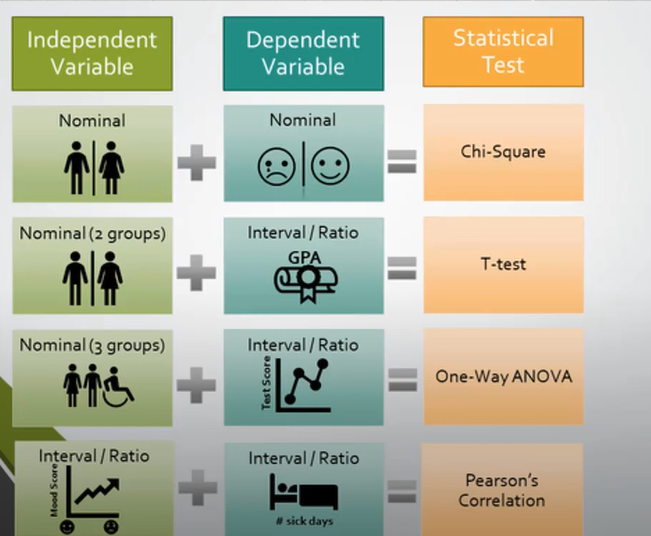 Independent
Variable
Dependent
Variable
Statistical
Test
Nominal
Nominal
Chi-Square
Nominal (2 groups)
Interval / Ratio
GPA
T-test
Nominal (3 groups)
Interval / Ratio
Test Score
One-Way ANOVA
Interval / Ratio
Mood Score
Interval / Ratio
# sick days
Pearson's
Correlation